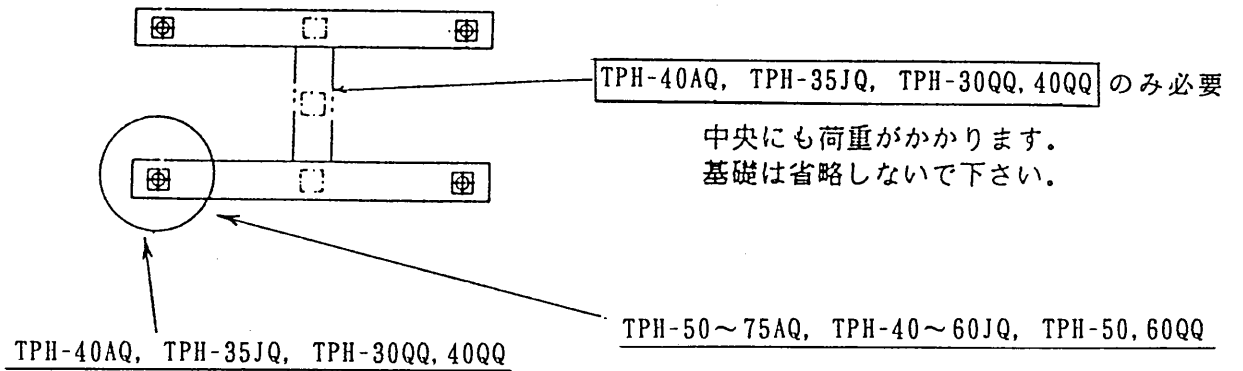 TPH-40AQ, TPH-35JQ, TPH-30QQ,40QQ のみ必要
中央にも荷重がかかります.
基礎は省略しないで下さい.
TPH-50～75AQ, TPH-40～60JQ, TPH-50,60QQ
TPH-40AQ, TPH-35JQ, TPH-30QQ,40QQ